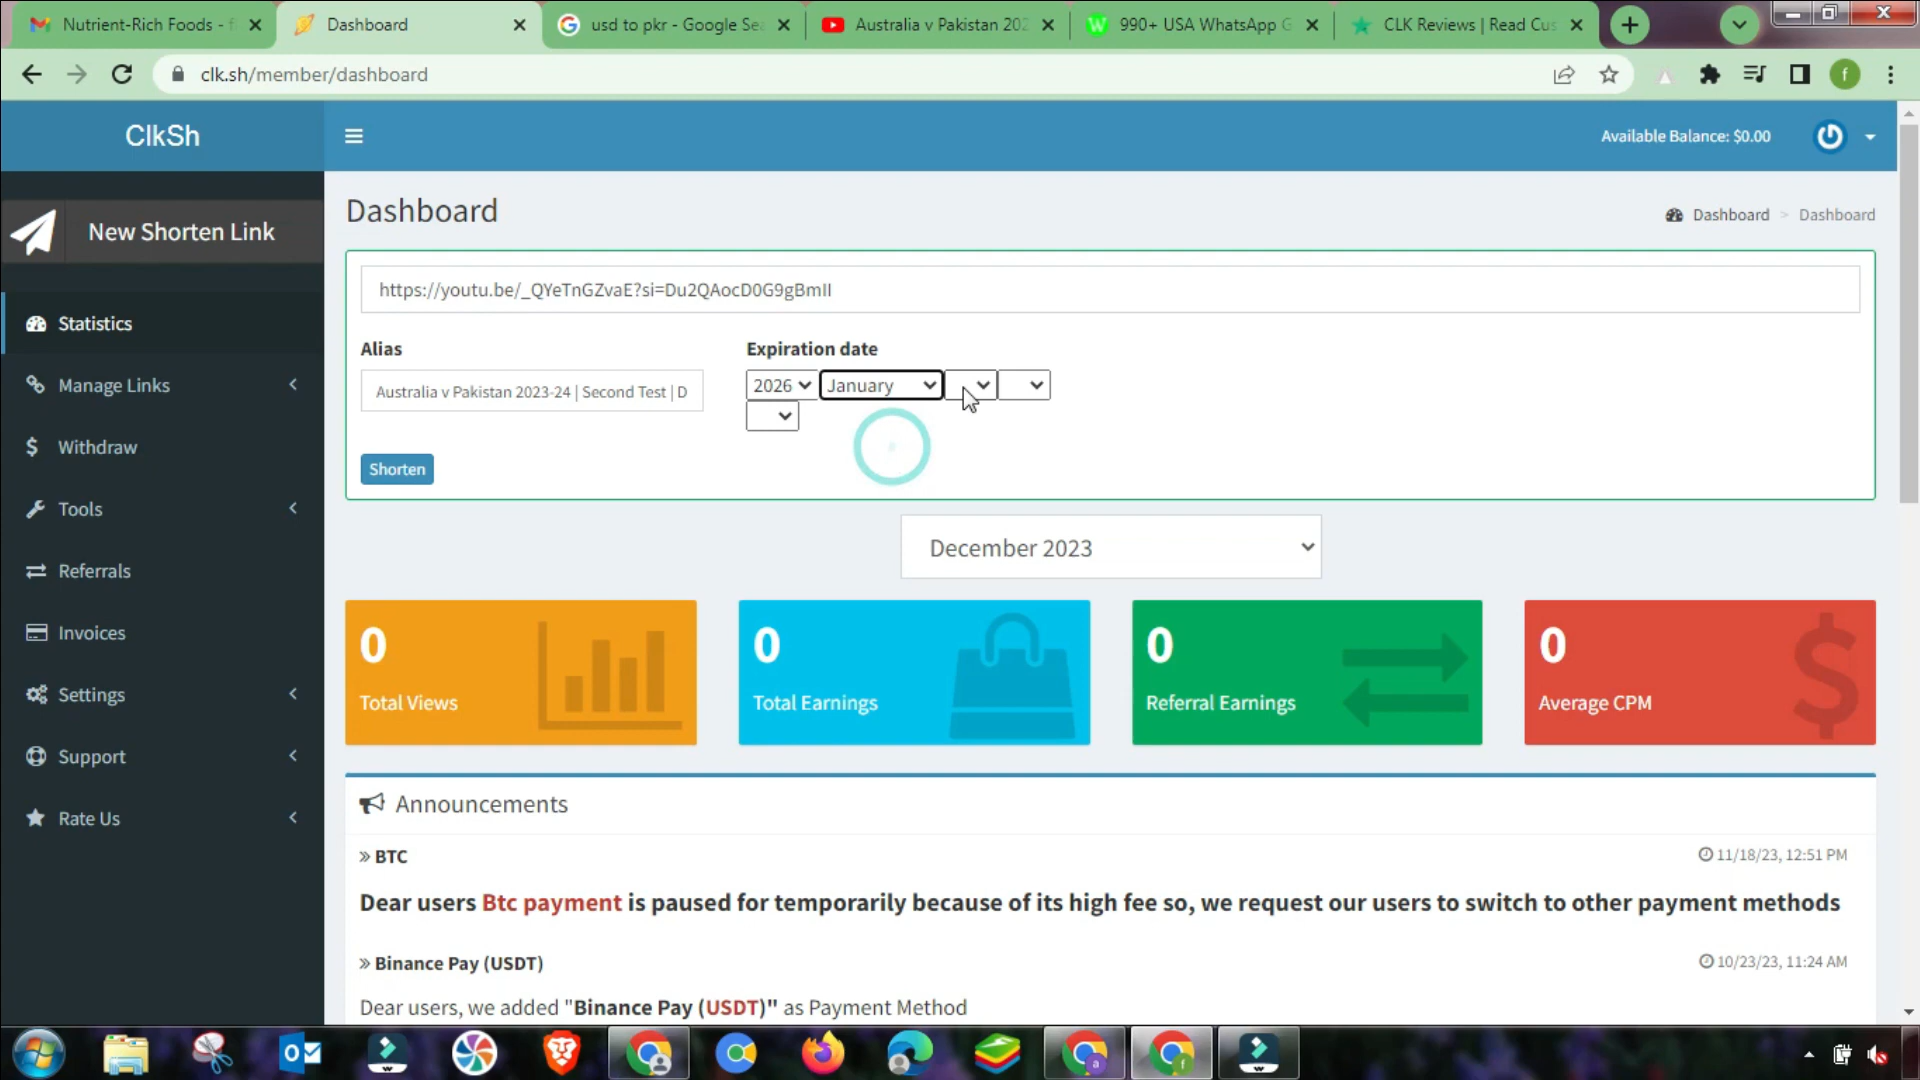 Nutrient-Rich Foods - f
Dashboard
usd to pkr - Google Sea
Australia v Pakistan 202
990+ USA WhatsApp G
CLK Reviews | Read Cus
clk.sh/member/dashboard
f
ClkSh
Available Balance: $0.00
New Shorten Link
Dashboard
Dashboard > Dashboard
https://youtu.be/_QYeTnGZvaE?si=Du2QAocD0G9gBmII
Statistics
Alias
Expiration date
Manage Links
Australia v Pakistan 2023-24 | Second Test | D
2026
January
Withdraw
Shorten
Tools
December 2023
Referrals
Invoices
0
Total Views
0
Total Earnings
0
Referral Earnings
0
Average CPM
Settings
Support
Rate Us
Announcements
» BTC
11/18/23, 12:51 PM
Dear users Btc payment is paused for temporarily because of its high fee so, we request our users to switch to other payment methods
» Binance Pay (USDT)
10/23/23, 11:24 AM
Dear users, we added "Binance Pay (USDT)" as Payment Method